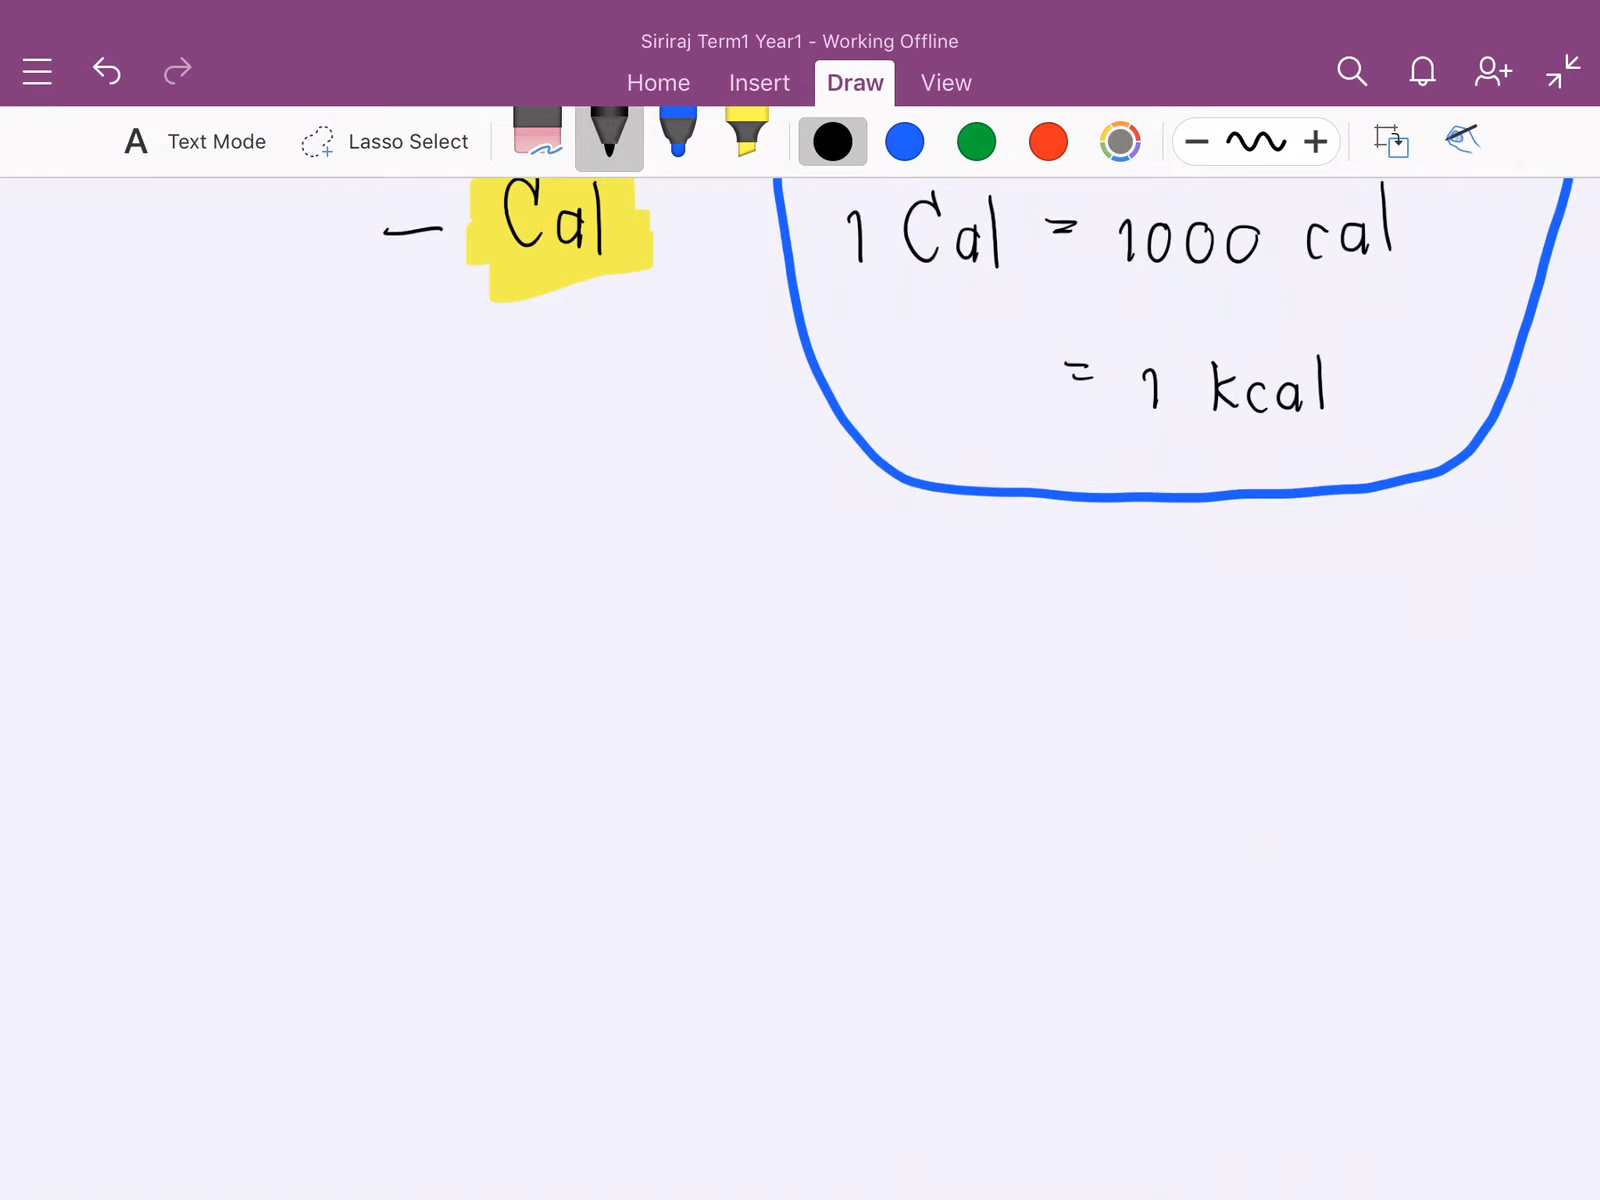 Siriraj Term1 Year1 - Working Offline
Home Insert Draw View
A Text Mode Lasso Select
- Cal
1 Cal = 1000 cal
= 1 kcal